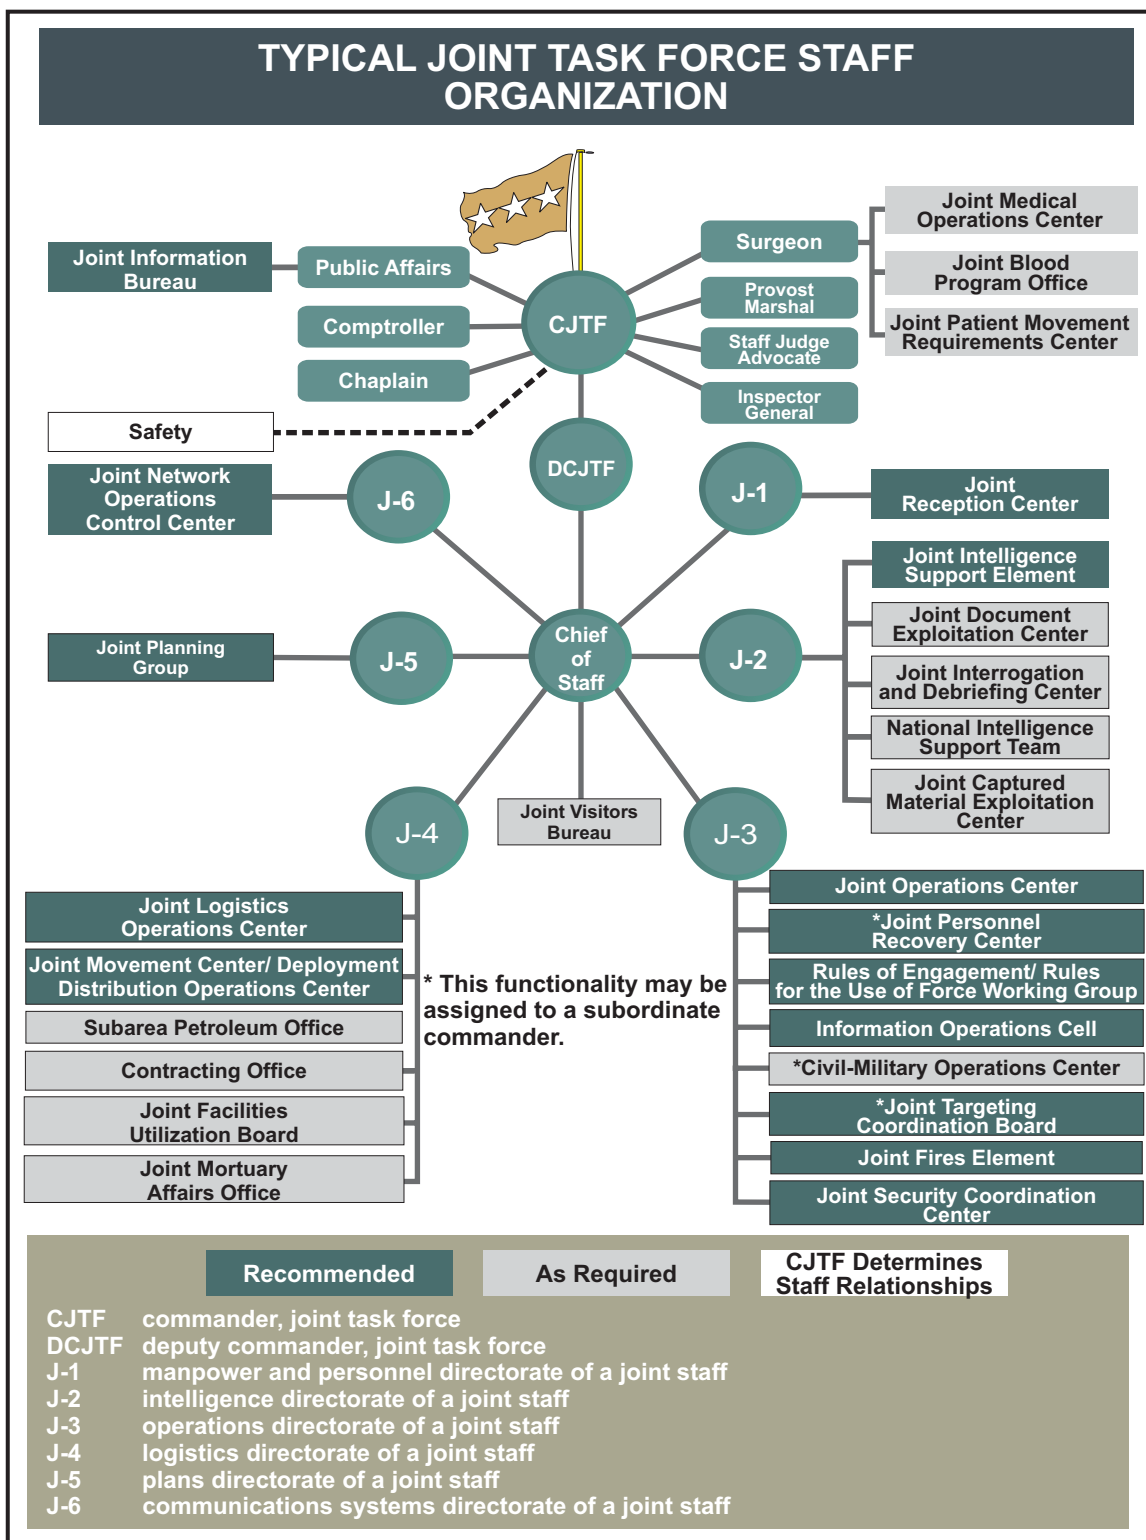 TYPICAL JOINT TASK FORCE STAFF
ORGANIZATION
Joint Information
Bureau
Public Affairs
Comptroller
Chaplain
Safety
CJTF
Surgeon
Provost
Marshal
Staff Judge
Advocate
Inspector
General
Joint Medical
Operations Center
Joint Blood
Program Office
Joint Patient Movement
Requirements Center
DCJTF
Joint Network
Operations
Control Center
J-6
J-1
Joint
Reception Center
Joint Planning
Group
J-5
Chief
of
Staff
J-2
Joint Intelligence
Support Element
Joint Document
Exploitation Center
Joint Interrogation
and Debriefing Center
National Intelligence
Support Team
Joint Captured
Material Exploitation
Center
J-4
Joint Visitors
Bureau
J-3
Joint Logistics
Operations Center
Joint Movement Center/ Deployment
Distribution Operations Center
Subarea Petroleum Office
Contracting Office
Joint Facilities
Utilization Board
Joint Mortuary
Affairs Office
* This functionality may be
assigned to a subordinate
commander.
Joint Operations Center
*Joint Personnel
Recovery Center
Rules of Engagement/ Rules
for the Use of Force Working Group
Information Operations Cell
*Civil-Military Operations Center
*Joint Targeting
Coordination Board
Joint Fires Element
Joint Security Coordination
Center
Recommended
As Required
CJTF Determines
Staff Relationships
CJTF commander, joint task force
DCJTF deputy commander, joint task force
J-1 manpower and personnel directorate of a joint staff
J-2 intelligence directorate of a joint staff
J-3 operations directorate of a joint staff
J-4 logistics directorate of a joint staff
J-5 plans directorate of a joint staff
J-6 communications systems directorate of a joint staff